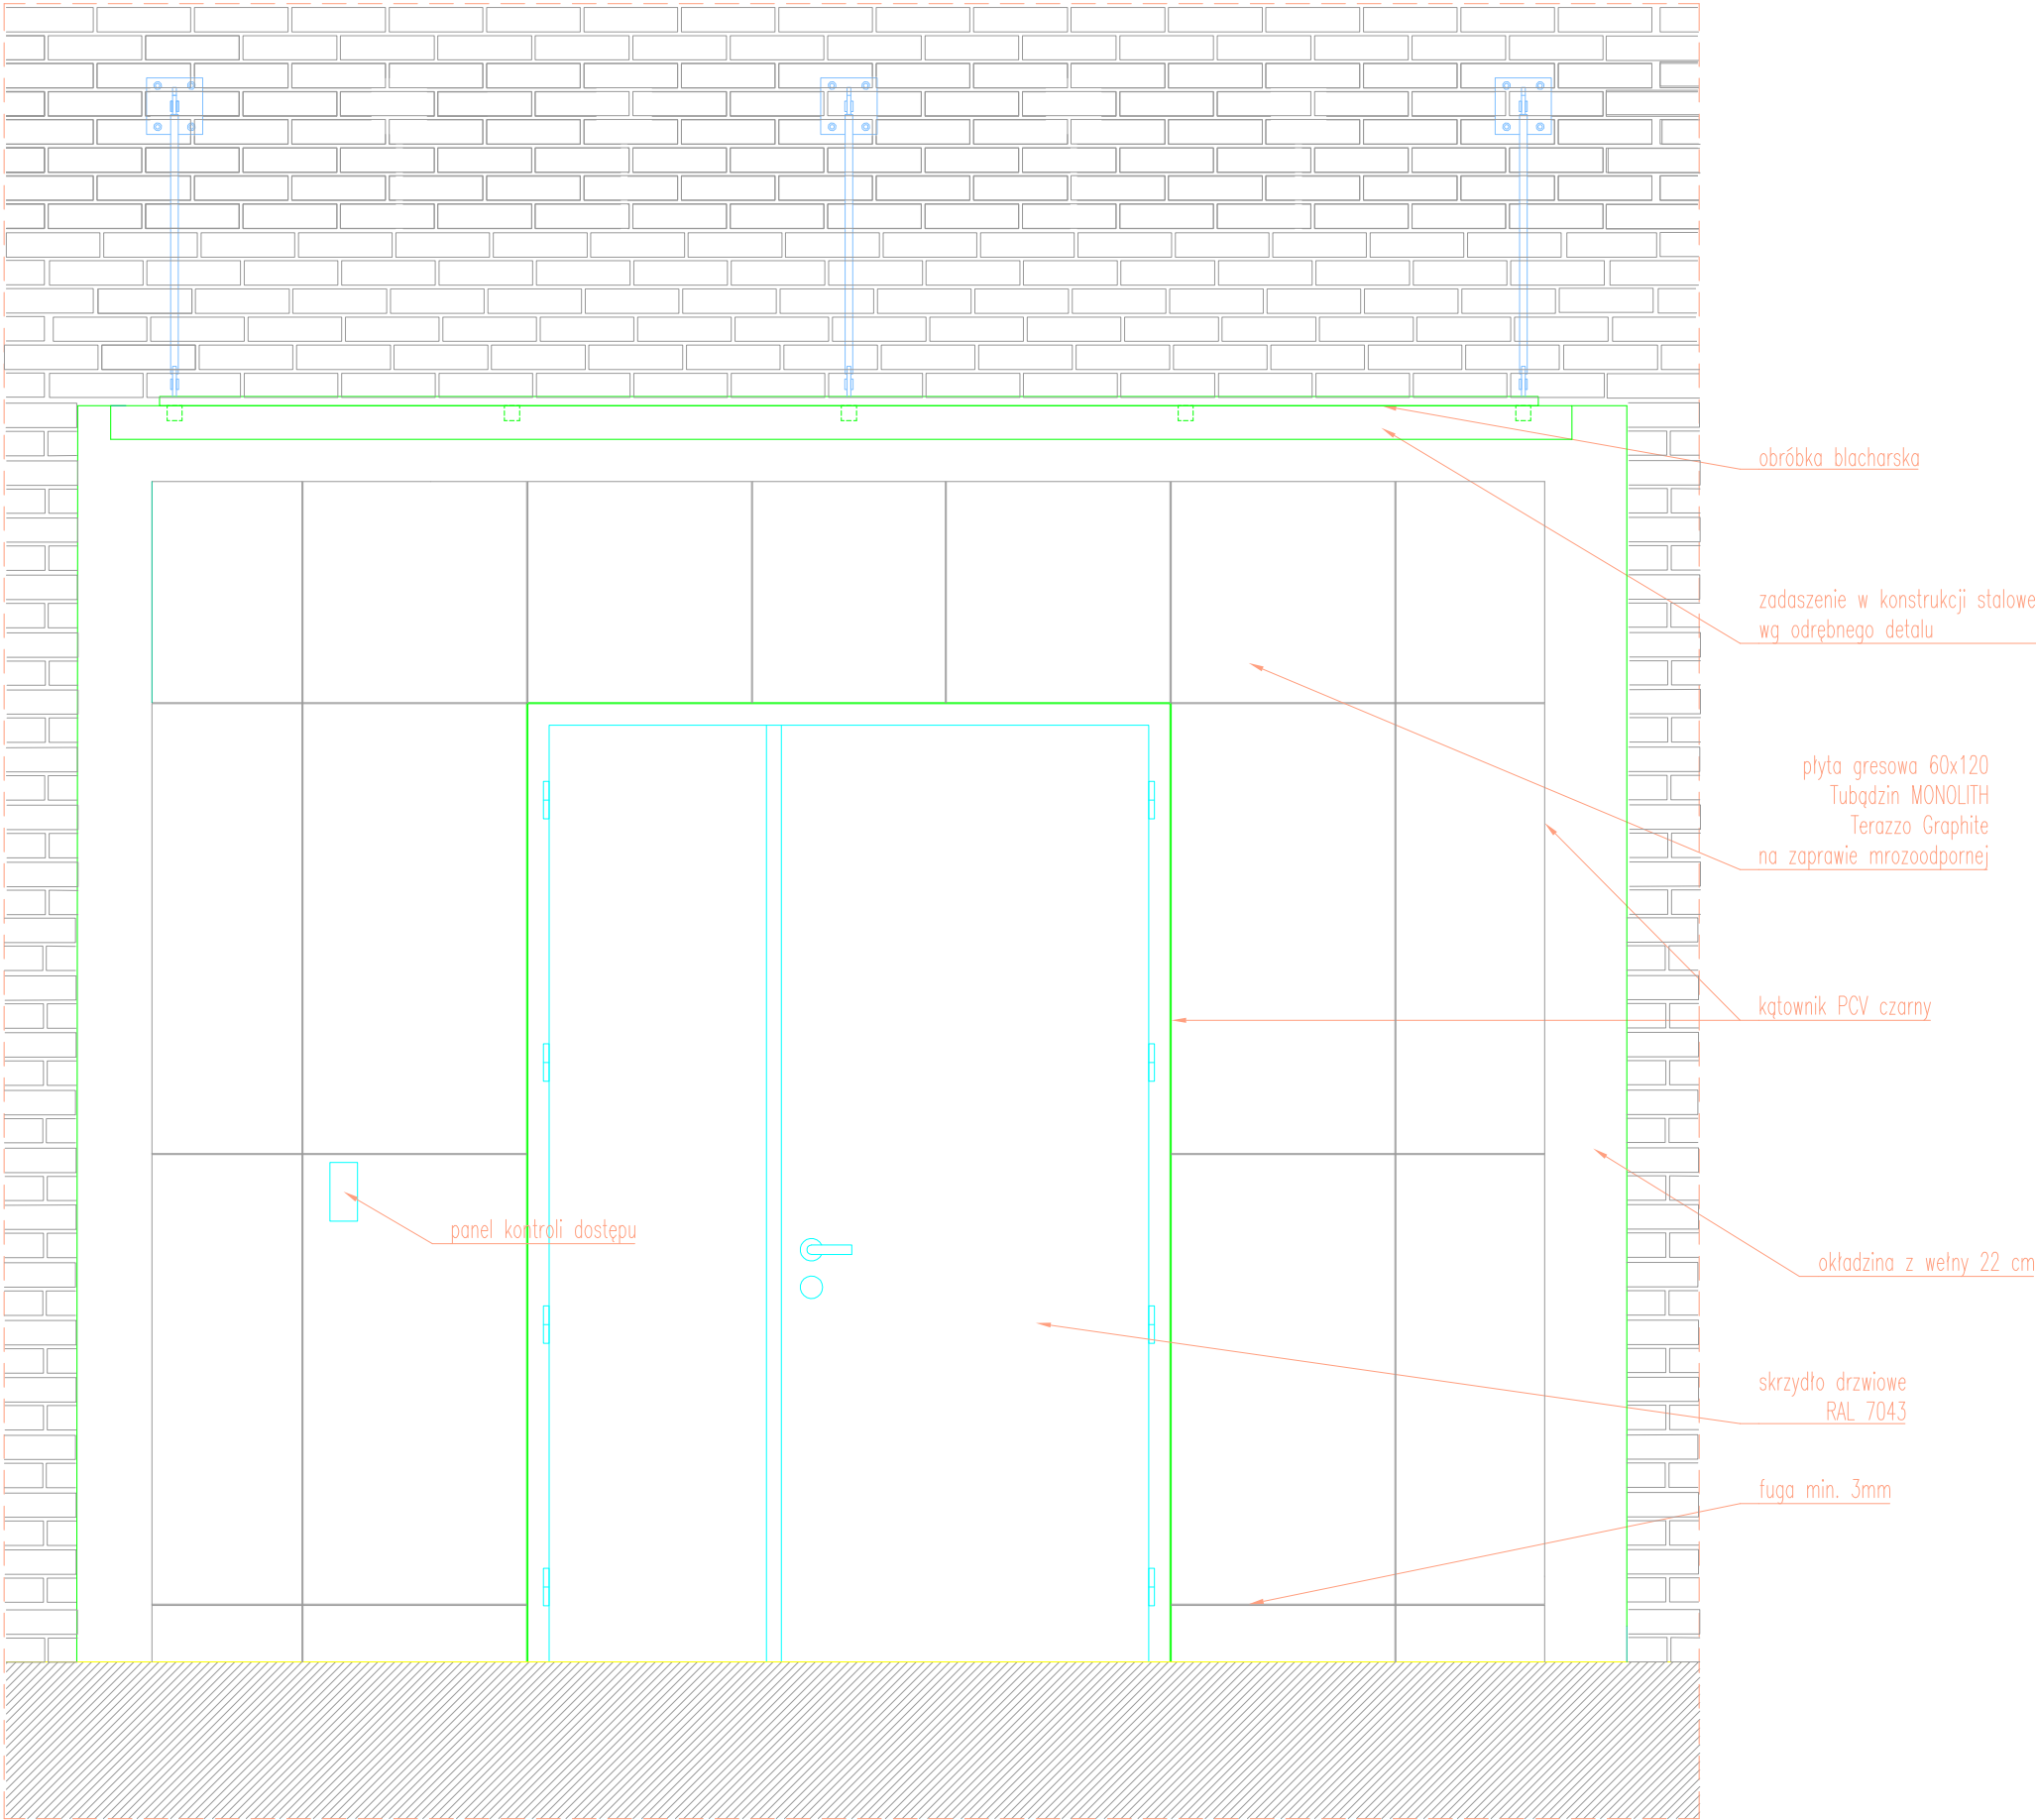 obróbka blacharska
zadaszenie w konstrukcji stalowe
wg odrębnego detalu
płyta gresowa 60x120
Tubądzin MONOLITH
Terazzo Graphite
na zaprawie mrozoodpornej
kątownik PCV czarny
panel kontroli dostępu
okładzina z wełny 22 cm
skrzydło drzwiowe
RAL 7043
fuga min. 3mm